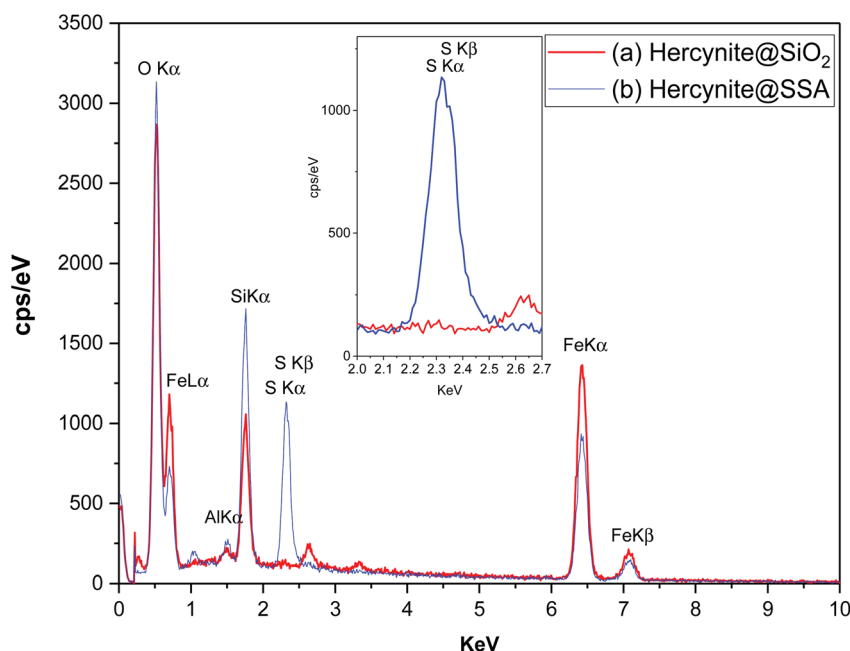 3500
3000
2500
2000
1500
1000
500
0
cps/eV
0 1 2 3 4 5 6 7 8 9 10
KeV
O Kα
FeLα
AlKα
SiKα
S Kβ
S Kα
FeKα
FeKβ
S Kβ
S Kα
1000
500
0
cps/eV
2.0 2.1 2.2 2.3 2.4 2.5 2.6 2.7
KeV
(a) Hercynite@SiO₂
(b) Hercynite@SSA